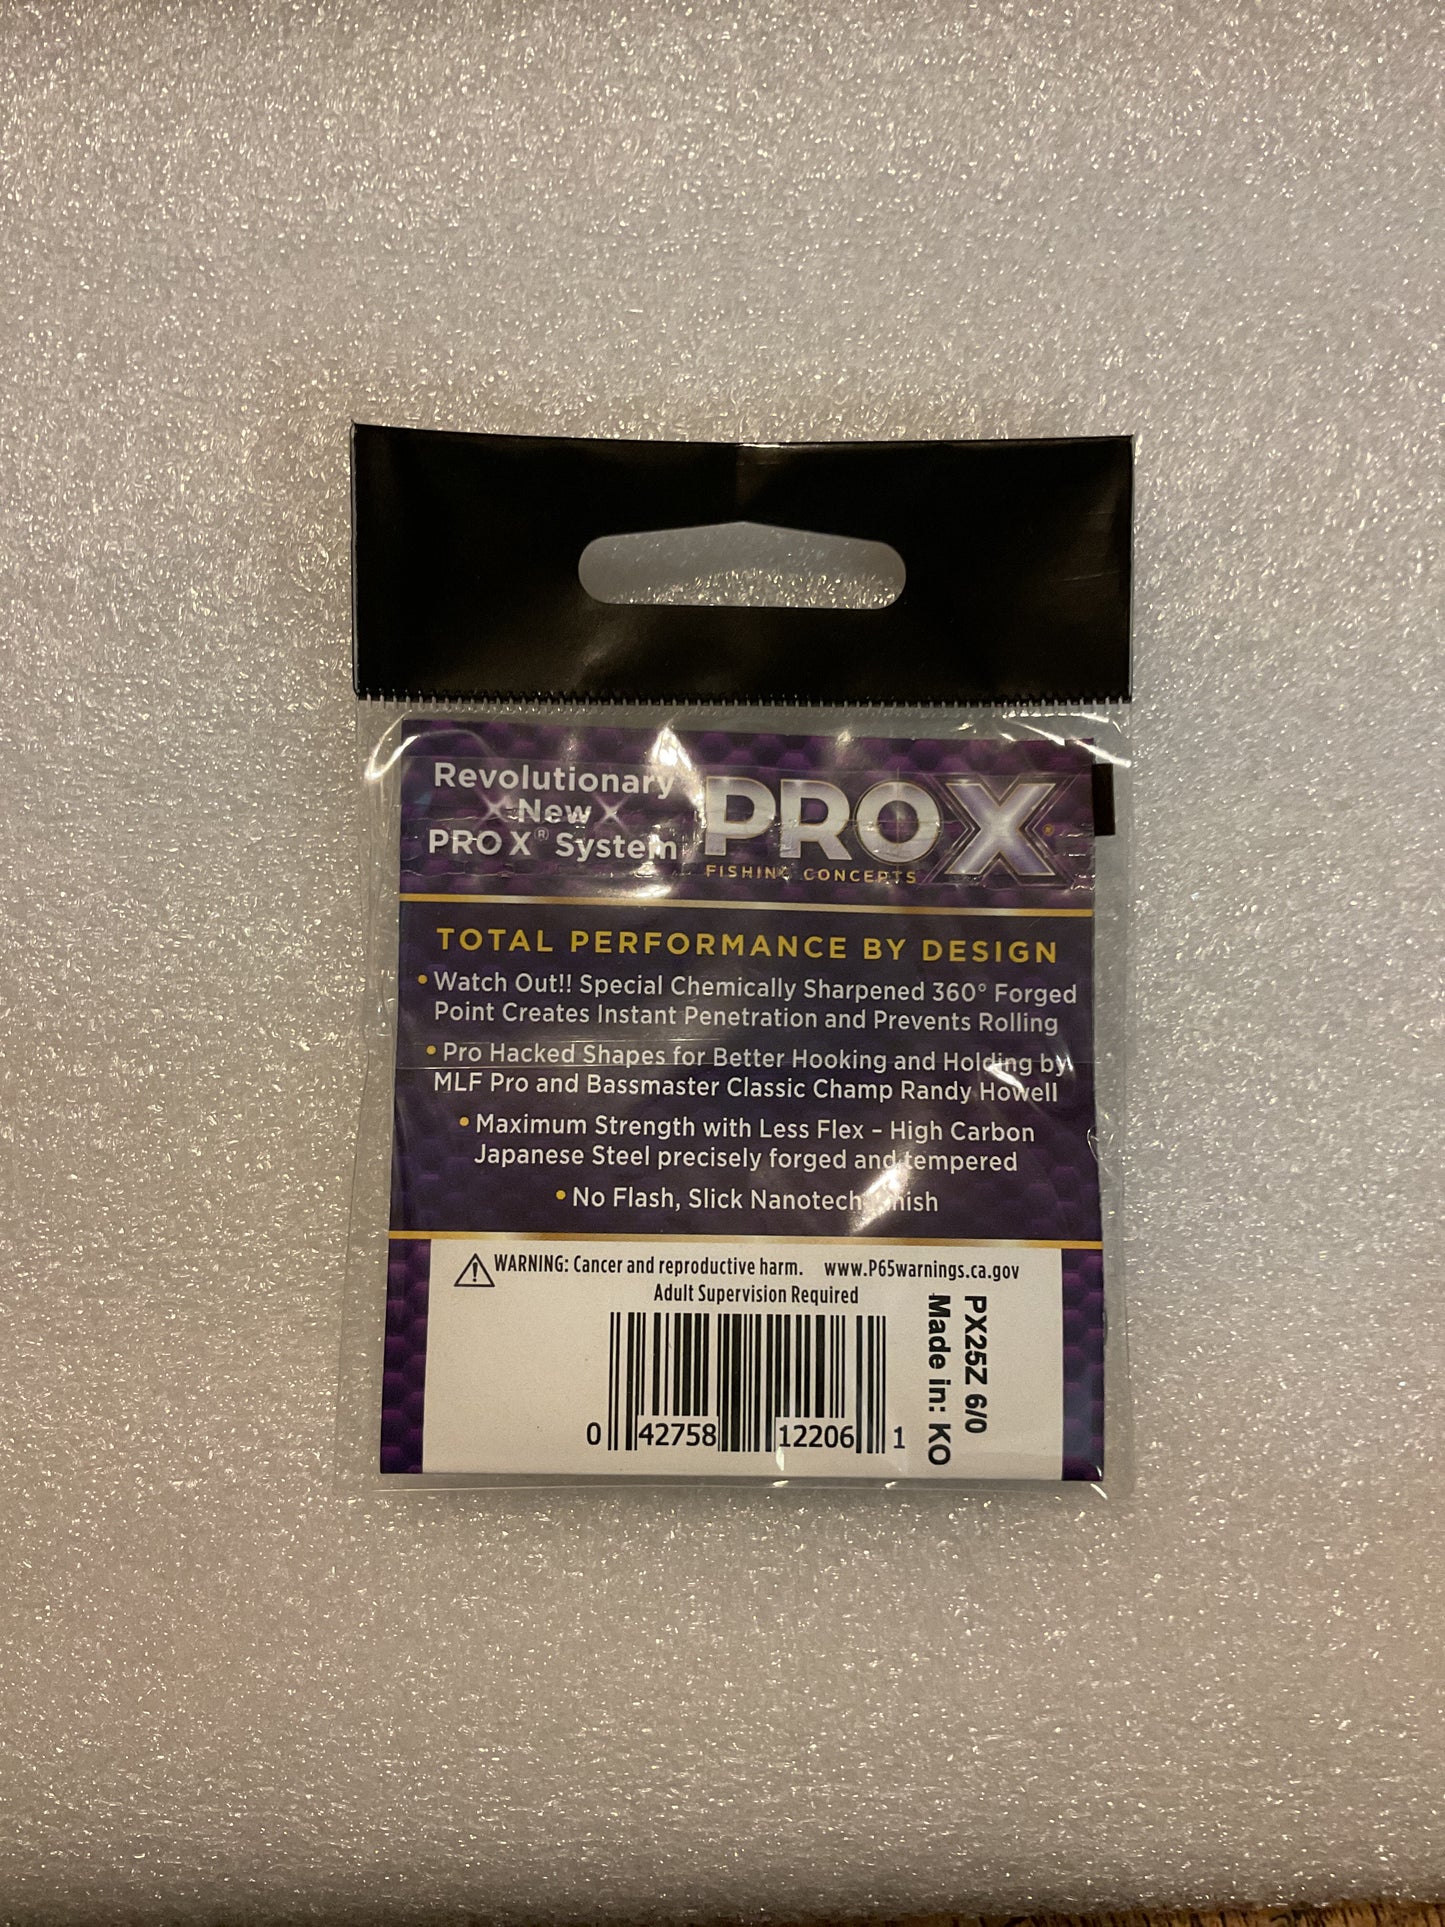 Revolutionary
New
PRO X® System
PROX®
FISHING CONCEPTS
TOTAL PERFORMANCE BY DESIGN
• Watch Out!! Special Chemically Sharpened 360° Forged
Point Creates Instant Penetration and Prevents Rolling
• Pro Hacked Shapes for Better Hooking and Holding by
MLF Pro and Bassmaster Classic Champ Randy Howell
• Maximum Strength with Less Flex – High Carbon
Japanese Steel precisely forged and tempered
• No Flash, Slick Nanotech Finish
WARNING: Cancer and reproductive harm. www.P65warnings.ca.gov
Adult Supervision Required
0 42758 12206 1
PX25Z 6/0
Made in: KO